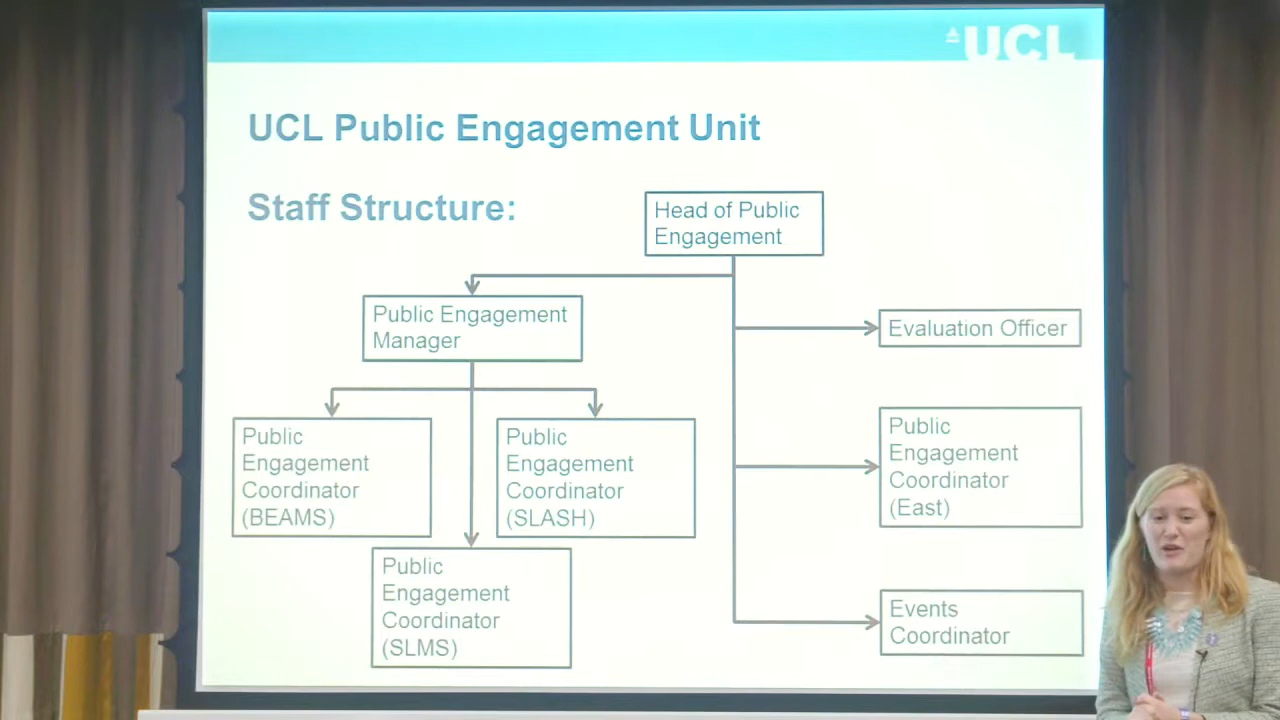 UCL
UCL Public Engagement Unit
Staff Structure:
Head of Public
Engagement
Public Engagement
Manager
Evaluation Officer
Public
Engagement
Coordinator
(BEAMS)
Public
Engagement
Coordinator
(SLASH)
Public
Engagement
Coordinator
(East)
Public
Engagement
Coordinator
(SLMS)
Events
Coordinator